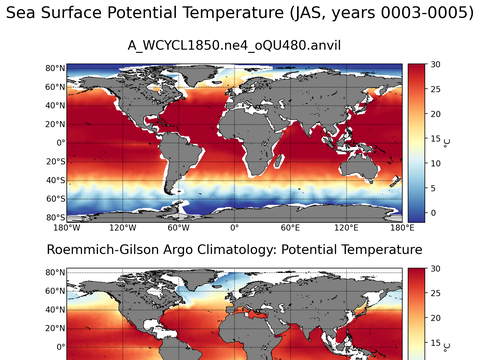 Sea Surface Potential Temperature (JAS, years 0003-0005)
A_WCYCL1850.ne4_oQU480.anvil
80°N
60°N
40°N
20°N
0°
20°S
40°S
60°S
80°S
180°W 120°W 60°W 0° 60°E 120°E 180°E
30
25
20
15
10
5
0
°C
Roemmich-Gilson Argo Climatology: Potential Temperature
80°N
60°N
40°N
20°N
0°
30
25
20
15
°C